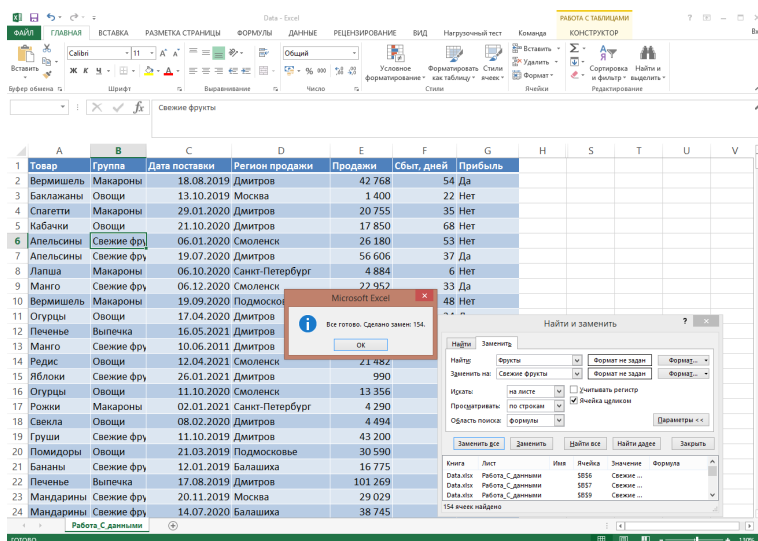 Data - Excel
РАБОТА С ТАБЛИЦАМИ
ФАЙЛ ГЛАВНАЯ ВСТАВКА РАЗМЕТКА СТРАНИЦЫ ФОРМУЛЫ ДАННЫЕ РЕЦЕНЗИРОВАНИЕ ВИД Нагрузочный тест Команда КОНСТРУКТОР
Вставить
Calibri 11
Ж К Ч
Общий
% 000
Условное форматирование
Форматировать как таблицу
Стили ячеек
Вставить
Удалить
Формат
Сортировка и фильтр
Найти и выделить
Буфер обмена Шрифт Выравнивание Число Стили Ячейки Редактирование
fx Свежие фрукты
A B C D E F G H S T U V
1 Товар Группа Дата поставки Регион продажи Продажи Сбыт, дней Прибыль
2 Вермишель Макароны 18.08.2019 Дмитров 42 768 54 Да
3 Баклажаны Овощи 13.10.2019 Москва 1 400 22 Нет
4 Спагетти Макароны 29.01.2020 Дмитров 20 755 35 Нет
5 Кабачки Овощи 21.10.2020 Дмитров 17 850 68 Нет
6 Апельсины Свежие фру 06.01.2020 Смоленск 26 180 53 Нет
7 Апельсины Свежие фру 19.07.2020 Дмитров 56 606 37 Да
8 Лапша Макароны 06.10.2020 Санкт-Петербург 4 884 6 Нет
9 Манго Свежие фру 06.12.2020 Смоленск 22 952 33 Да
10 Вермишель Макароны 19.09.2020 Подмоско 48 Нет
11 Огурцы Овощи 17.04.2020 Дмитров
12 Печенье Выпечка 16.05.2021 Дмитров
13 Манго Свежие фру 10.06.2011 Дмитров
14 Редис Овощи 12.04.2021 Смоленск 21 482
15 Яблоки Свежие фру 26.01.2021 Дмитров 990
16 Огурцы Овощи 11.10.2020 Смоленск 13 356
17 Рожки Макароны 02.01.2021 Санкт-Петербург 4 290
18 Свекла Овощи 08.02.2020 Дмитров 4 494
19 Груши Свежие фру 11.10.2019 Дмитров 43 200
20 Помидоры Овощи 21.03.2019 Подмосковье 30 590
21 Бананы Свежие фру 12.01.2019 Балашиха 16 775
22 Печенье Выпечка 17.08.2019 Дмитров 101 269
23 Мандарины Свежие фру 20.11.2019 Москва 29 029
24 Мандарины Свежие фру 14.07.2020 Балашиха 38 745
Microsoft Excel
Все готово. Сделано замен: 154.
ОК
Найти и заменить
Найти Заменить
Найти: Фрукты Формат не задан Формат...
Заменить на: Свежие фрукты Формат не задан Формат...
Искать: на листе Учитывать регистр
Просматривать: по строкам Ячейка целиком
Область поиска: формулы Параметры <<
Заменить все Заменить Найти все Найти далее Закрыть
Книга Лист Имя Ячейка Значение Формула
Data.xlsx Работа_С_данными $B$6 Свежие ...
Data.xlsx Работа_С_данными $B$7 Свежие ...
Data.xlsx Работа_С_данными $B$9 Свежие ...
154 ячеек найдено
Работа_С_данными
ГОТОВО
130%